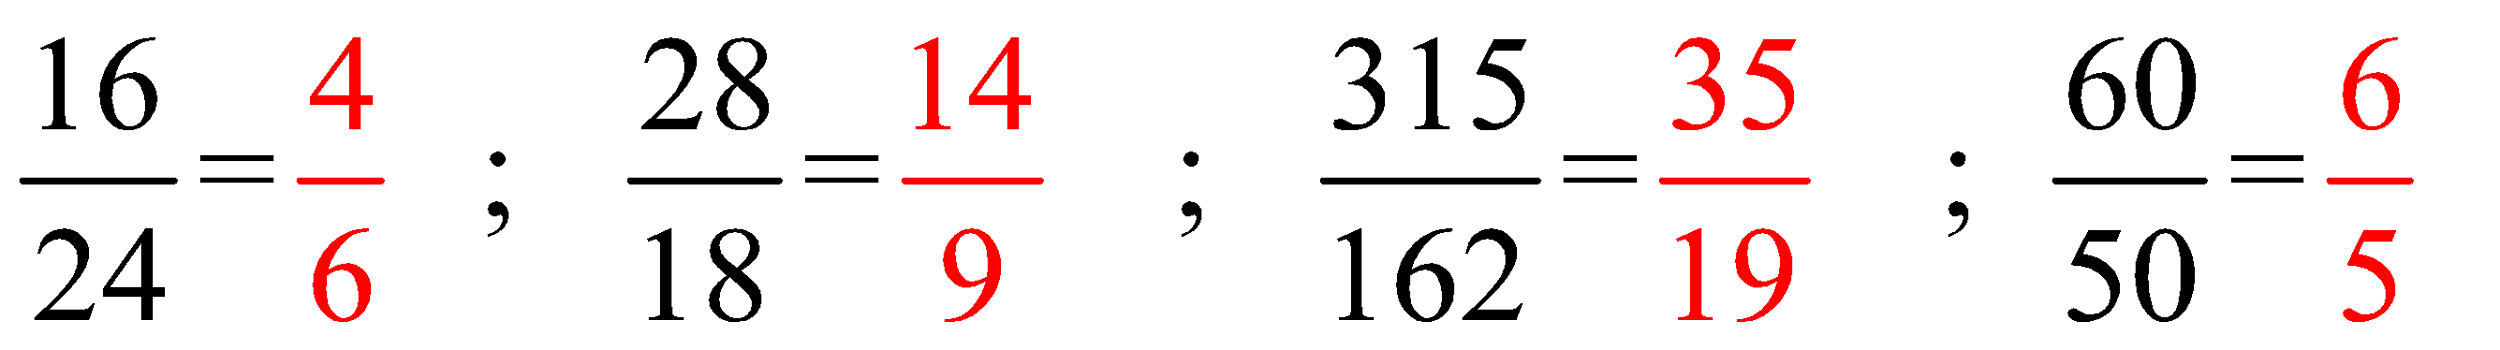 16/24 = 4/6 ; 28/18 = 14/9 ; 315/162 = 35/19 ; 60/50 = 6/5